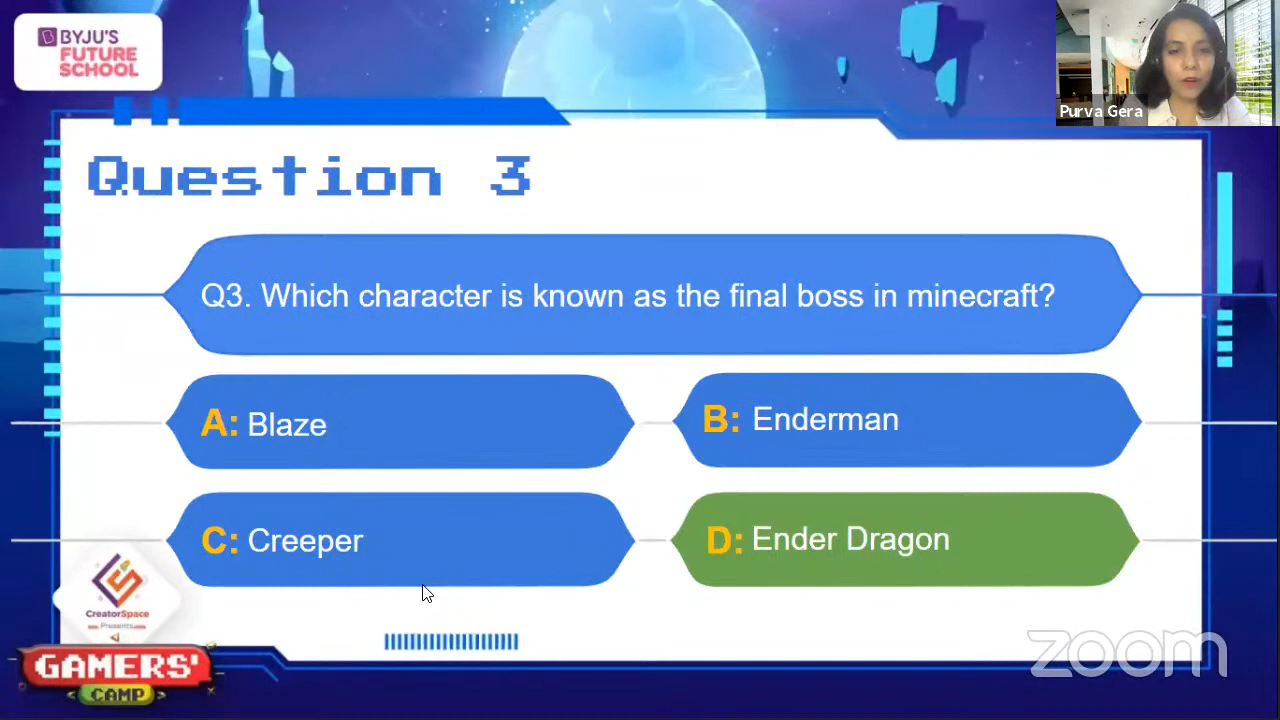 BYJU'S
FUTURE
SCHOOL
Purva Gera
Question 3
Q3. Which character is known as the final boss in minecraft?
A: Blaze
B: Enderman
C: Creeper
D: Ender Dragon
CreatorSpace
Presents
GAMERS'
CAMP
zoom